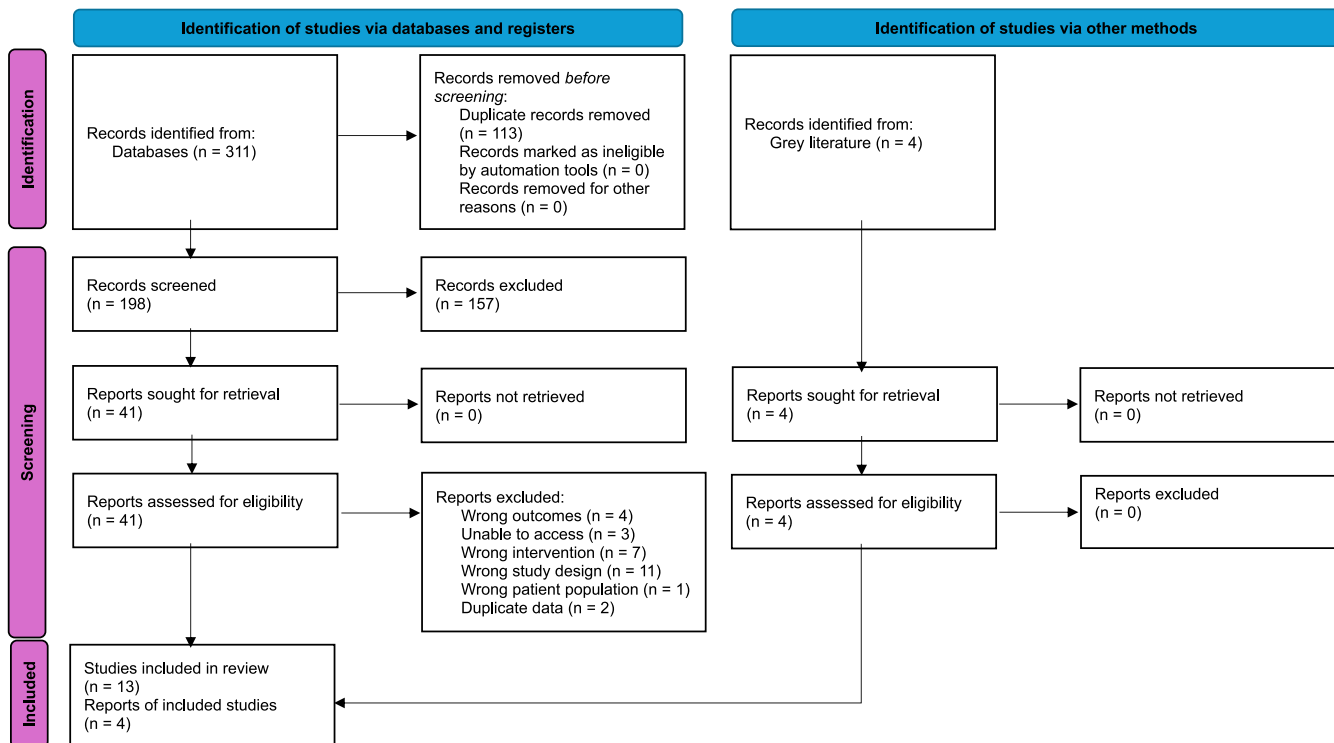 Identification of studies via databases and registers
Identification of studies via other methods
Identification
Records identified from:
Databases (n = 311)
Records removed before
screening:
Duplicate records removed
(n = 113)
Records marked as ineligible
by automation tools (n = 0)
Records removed for other
reasons (n = 0)
Records identified from:
Grey literature (n = 4)
Screening
Records screened
(n = 198)
Records excluded
(n = 157)
Reports sought for retrieval
(n = 41)
Reports not retrieved
(n = 0)
Reports sought for retrieval
(n = 4)
Reports not retrieved
(n = 0)
Reports assessed for eligibility
(n = 41)
Reports excluded:
Wrong outcomes (n = 4)
Unable to access (n = 3)
Wrong intervention (n = 7)
Wrong study design (n = 11)
Wrong patient population (n = 1)
Duplicate data (n = 2)
Reports assessed for eligibility
(n = 4)
Reports excluded
(n = 0)
Included
Studies included in review
(n = 13)
Reports of included studies
(n = 4)